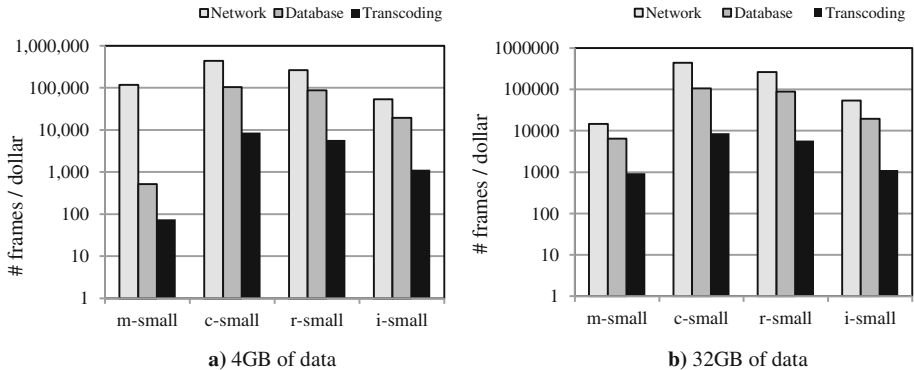 Network Database Transcoding
# frames / dollar
1,000,000
100,000
10,000
1,000
100
10
1
m-small c-small r-small i-small
a) 4GB of data
Network Database Transcoding
# frames / dollar
1000000
100000
10000
1000
100
10
1
m-small c-small r-small i-small
b) 32GB of data